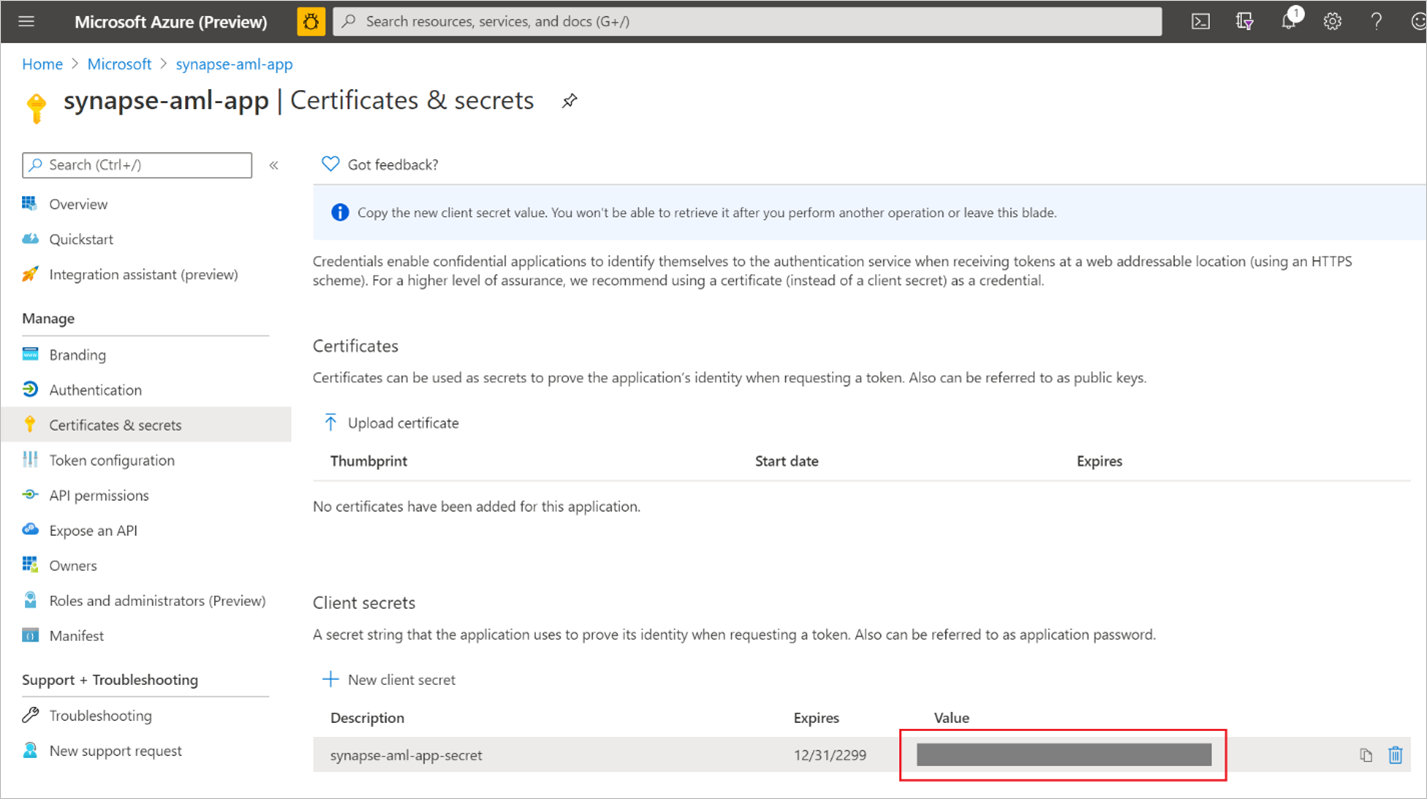 Microsoft Azure (Preview)
Search resources, services, and docs (G+/)
1
Home > Microsoft > synapse-aml-app
synapse-aml-app | Certificates & secrets
Search (Ctrl+/)
«
Overview
Quickstart
Integration assistant (preview)
Manage
Branding
Authentication
Certificates & secrets
Token configuration
API permissions
Expose an API
Owners
Roles and administrators (Preview)
Manifest
Support + Troubleshooting
Troubleshooting
New support request
Got feedback?
Copy the new client secret value. You won't be able to retrieve it after you perform another operation or leave this blade.
Credentials enable confidential applications to identify themselves to the authentication service when receiving tokens at a web addressable location (using an HTTPS
scheme). For a higher level of assurance, we recommend using a certificate (instead of a client secret) as a credential.
Certificates
Certificates can be used as secrets to prove the application's identity when requesting a token. Also can be referred to as public keys.
Upload certificate
Thumbprint Start date Expires
No certificates have been added for this application.
Client secrets
A secret string that the application uses to prove its identity when requesting a token. Also can be referred to as application password.
New client secret
Description Expires Value
synapse-aml-app-secret 12/31/2299